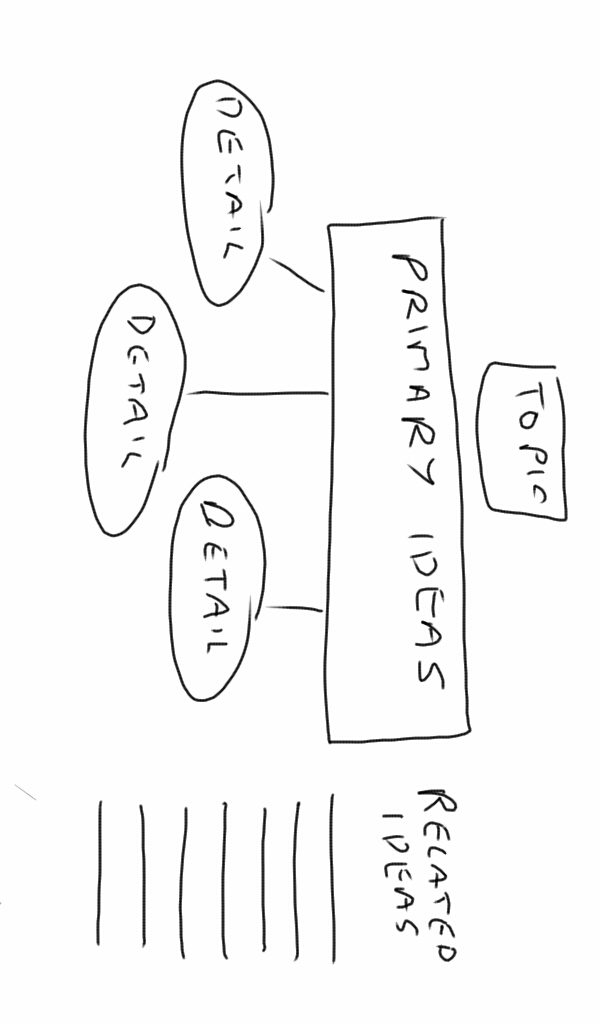 TOPIC
PRIMARY IDEAS
DETAIL
DETAIL
DETAIL
RELATED
IDEAS